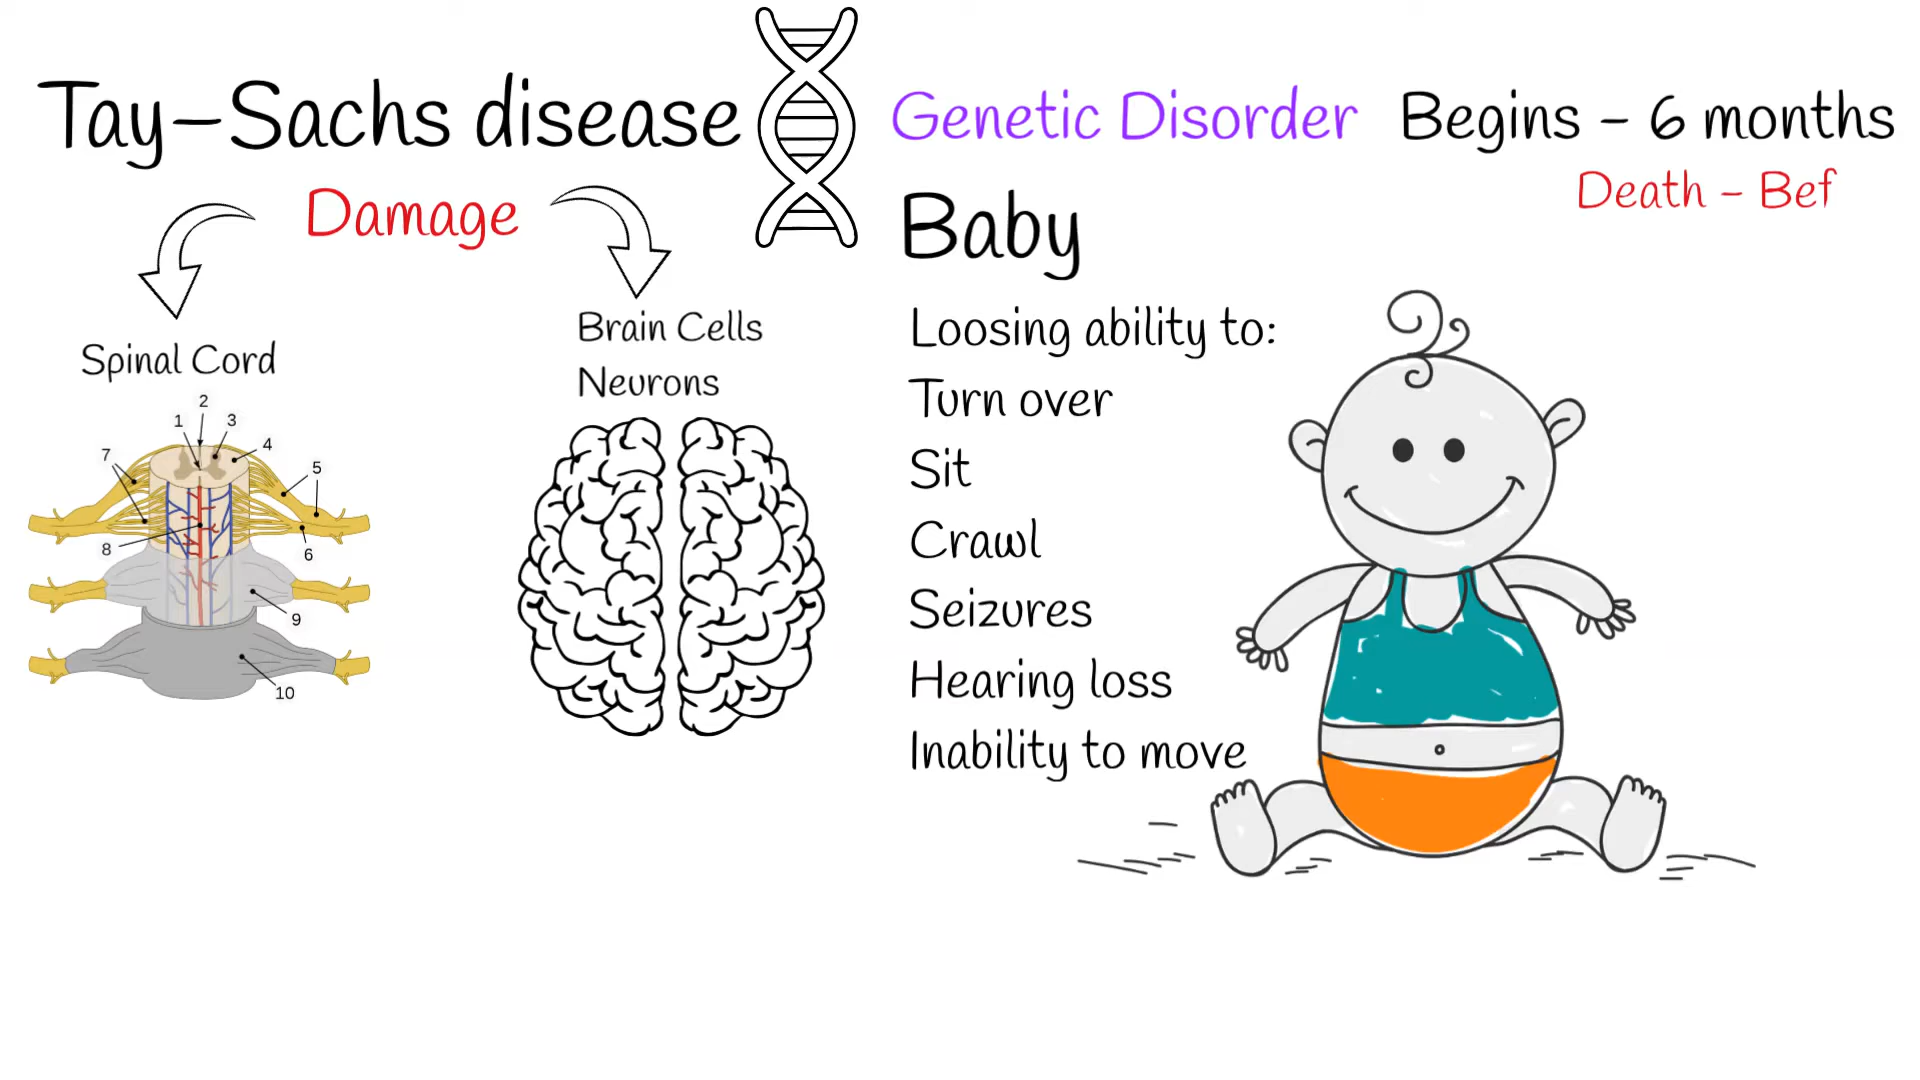 Tay–Sachs disease
Genetic Disorder
Begins - 6 months
Death - Bef
Damage
Baby
Spinal Cord
Brain Cells
Neurons
1
2
3
4
5
6
7
8
9
10
Loosing ability to:
Turn over
Sit
Crawl
Seizures
Hearing loss
Inability to move